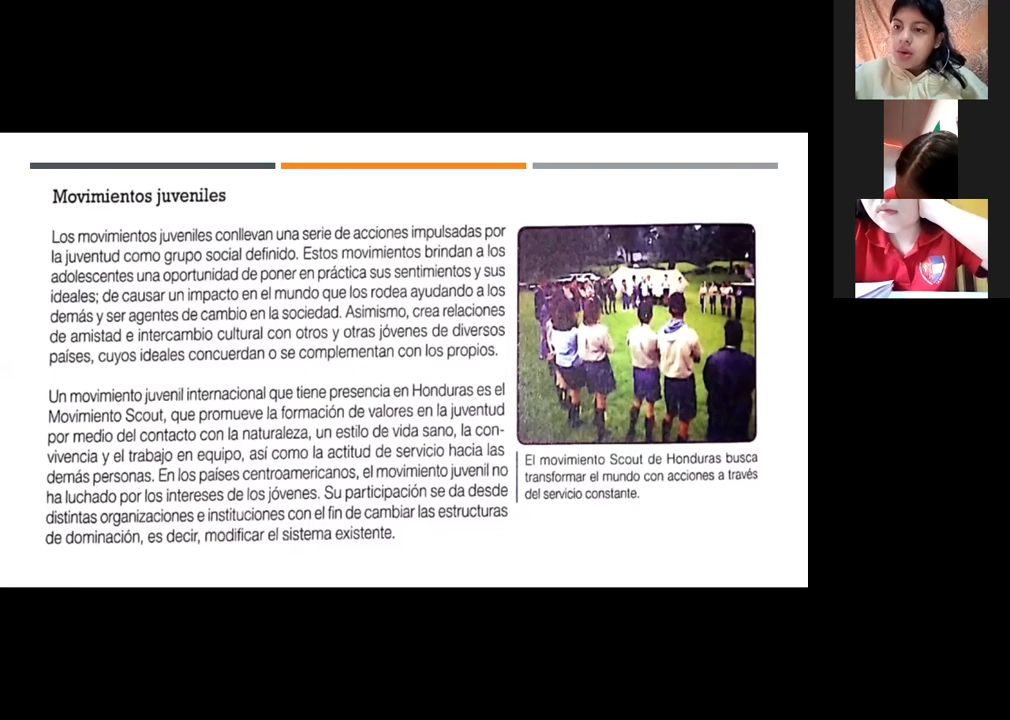 Movimientos juveniles
Los movimientos juveniles conllevan una serie de acciones impulsadas por
la juventud como grupo social definido. Estos movimientos brindan a los
adolescentes una oportunidad de poner en práctica sus sentimientos y sus
ideales; de causar un impacto en el mundo que los rodea ayudando a los
demás y ser agentes de cambio en la sociedad. Asimismo, crea relaciones
de amistad e intercambio cultural con otros y otras jóvenes de diversos
países, cuyos ideales concuerdan o se complementan con los propios.
Un movimiento juvenil internacional que tiene presencia en Honduras es el
Movimiento Scout, que promueve la formación de valores en la juventud
por medio del contacto con la naturaleza, un estilo de vida sano, la con-
vivencia y el trabajo en equipo, así como la actitud de servicio hacia las
demás personas. En los países centroamericanos, el movimiento juvenil no
ha luchado por los intereses de los jóvenes. Su participación se da desde
distintas organizaciones e instituciones con el fin de cambiar las estructuras
de dominación, es decir, modificar el sistema existente.
El movimiento Scout de Honduras busca
transformar el mundo con acciones a través
del servicio constante.